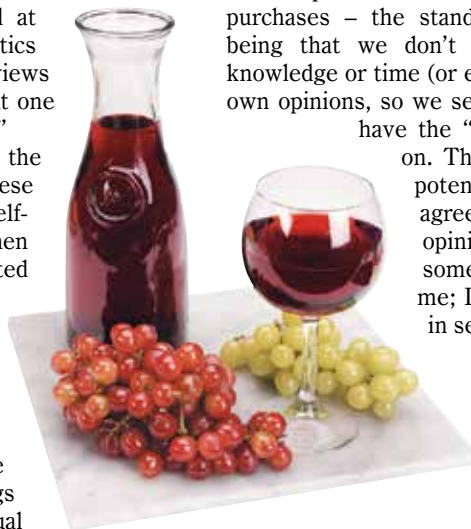 at
tics
views
t one
”
the
ese
elf-
hen
ted
e
gs
ual
purchases – the stand
being that we don't
knowledge or time (or e
own opinions, so we se
have the “
on. Th
poten
agree
opini
some
me; I
in se